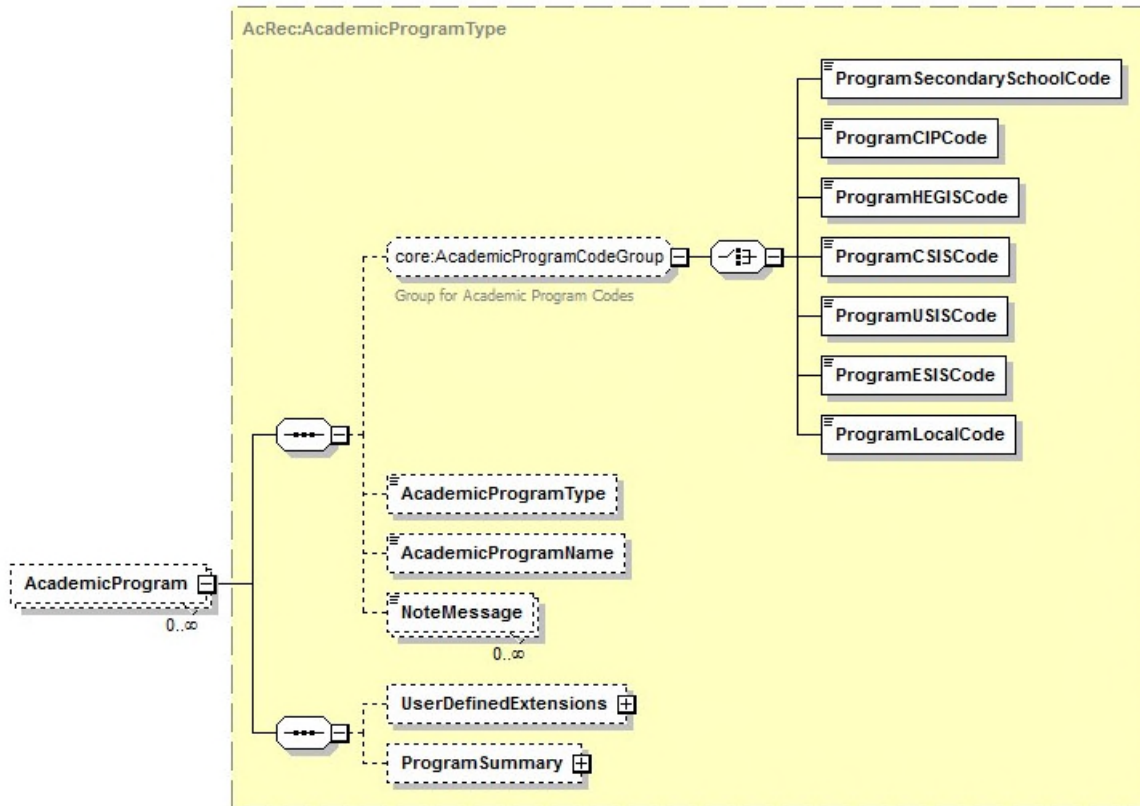 AcRec:AcademicProgramType
ProgramSecondarySchoolCode
ProgramCIPCode
ProgramHEGISCode
core:AcademicProgramCodeGroup
ProgramCSISCode
Group for Academic Program Codes
ProgramUSISCode
ProgramESISCode
ProgramLocalCode
AcademicProgramType
AcademicProgramName
AcademicProgram
0..∞
NoteMessage
0..∞
UserDefinedExtensions
ProgramSummary